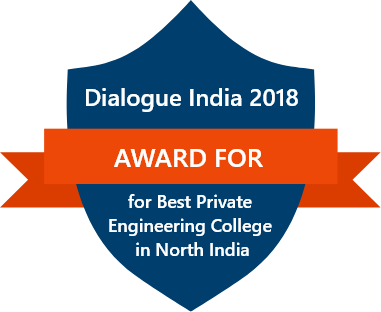 Dialogue India 2018
AWARD FOR
for Best Private
Engineering College
in North India